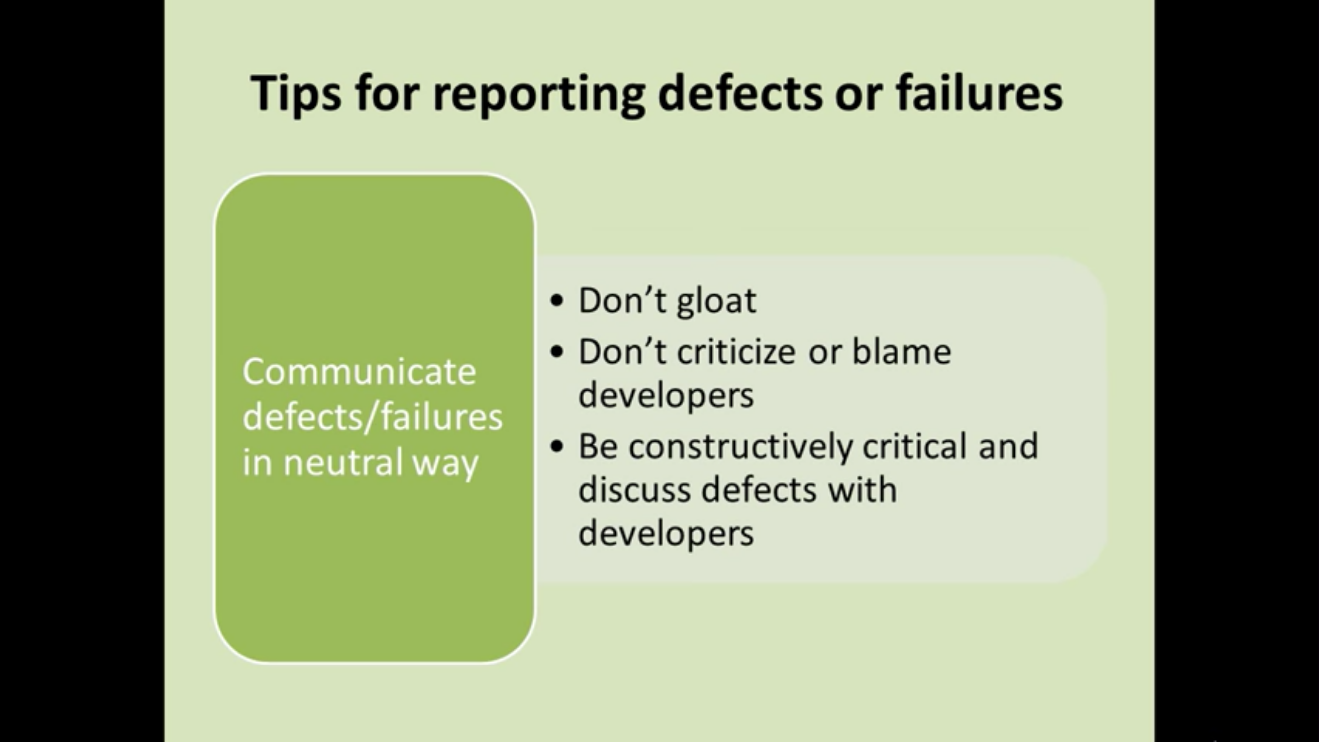 Tips for reporting defects or failures
Communicate
defects/failures
in neutral way
• Don’t gloat
• Don’t criticize or blame
developers
• Be constructively critical and
discuss defects with
developers